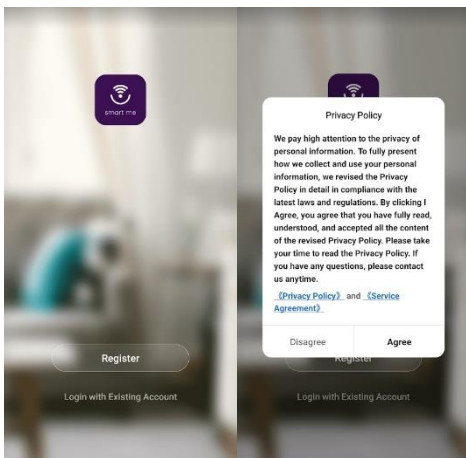 smart me
Register
Login with Existing Account
Privacy Policy
We pay high attention to the privacy of
personal information. To fully present
how we collect and use your personal
information, we revised the Privacy
Policy in detail in compliance with the
latest laws and regulations. By clicking I
Agree, you agree that you have fully read,
understood, and accepted all the content
of the revised Privacy Policy. Please take
your time to read the Privacy Policy. If
you have any questions, please contact
us anytime.
《Privacy Policy》 and 《Service
Agreement》
Disagree Agree
Register
Login with Existing Account